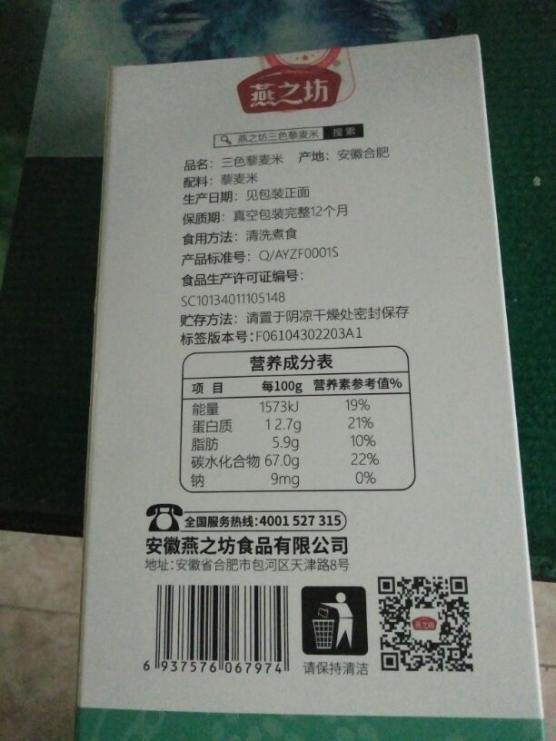 燕之坊
燕之坊三色藜麦米 搜索
品名：三色藜麦米 产地：安徽合肥
配料：藜麦米
生产日期：见包装正面
保质期：真空包装完整12个月
食用方法：清洗煮食
产品标准号：Q/AYZF0001S
食品生产许可证编号：
SC10134011105148
贮存方法：请置于阴凉干燥处密封保存
标签版本号：F06104302203A1
营养成分表
项 目 每100g 营养素参考值%
能量 1573kJ 19%
蛋白质 12.7g 21%
脂肪 5.9g 10%
碳水化合物 67.0g 22%
钠 9mg 0%
全国服务热线：4001 527 315
安徽燕之坊食品有限公司
地址：安徽省合肥市包河区天津路8号
6 937576 067974
请保持清洁
燕之坊